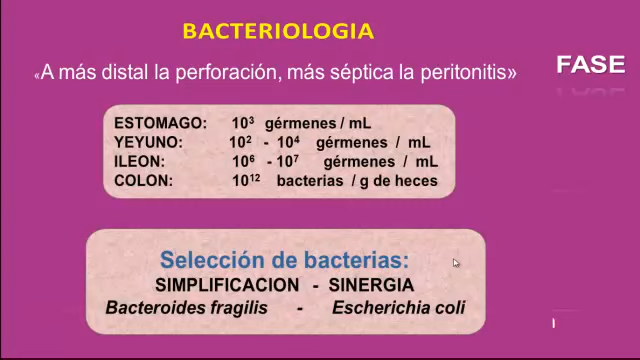 BACTERIOLOGIA
«A más distal la perforación, más séptica la peritonitis»
FASE
ESTOMAGO: 10³ gérmenes / mL
YEYUNO: 10² - 10⁴ gérmenes / mL
ILEON: 10⁶ - 10⁷ gérmenes / mL
COLON: 10¹² bacterias / g de heces
Selección de bacterias:
SIMPLIFICACION - SINERGIA
Bacteroides fragilis - Escherichia coli